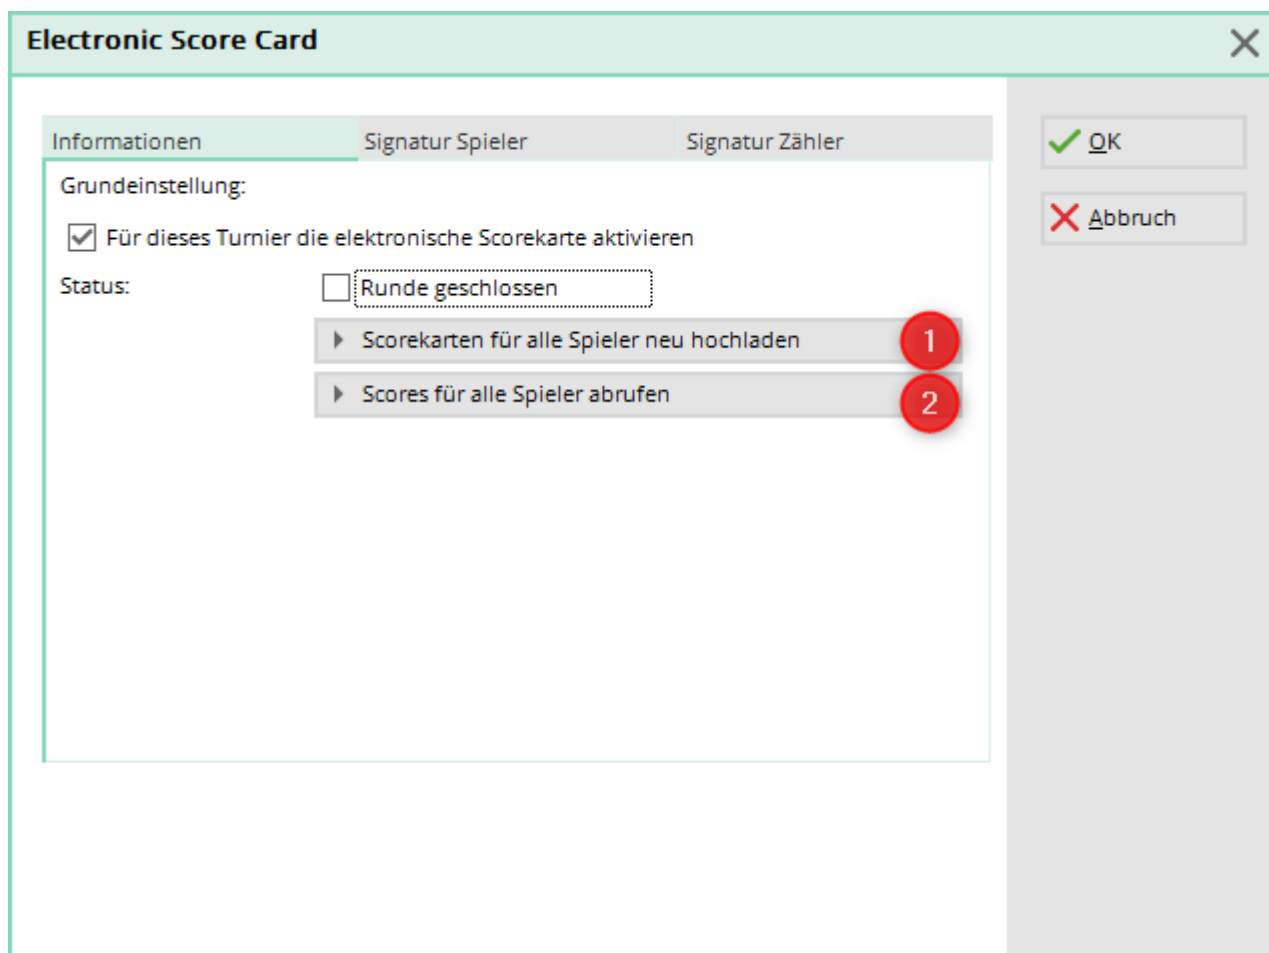 Electronic Score Card
Informationen Signatur Spieler Signatur Zähler
Grundeinstellung:
Für dieses Turnier die elektronische Scorekarte aktivieren
Status: Runde geschlossen
Scorekarten für alle Spieler neu hochladen 1
Scores für alle Spieler abrufen 2
OK
Abbruch